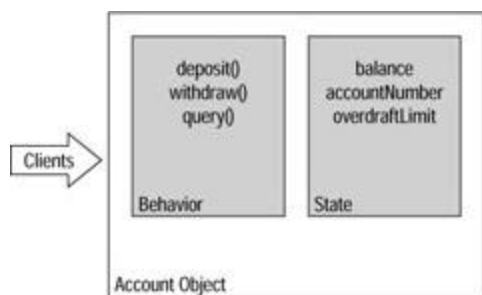 deposit()
withdraw()
query()
Behavior
balance
accountNumber
overdraftLimit
State
Clients
Account Object